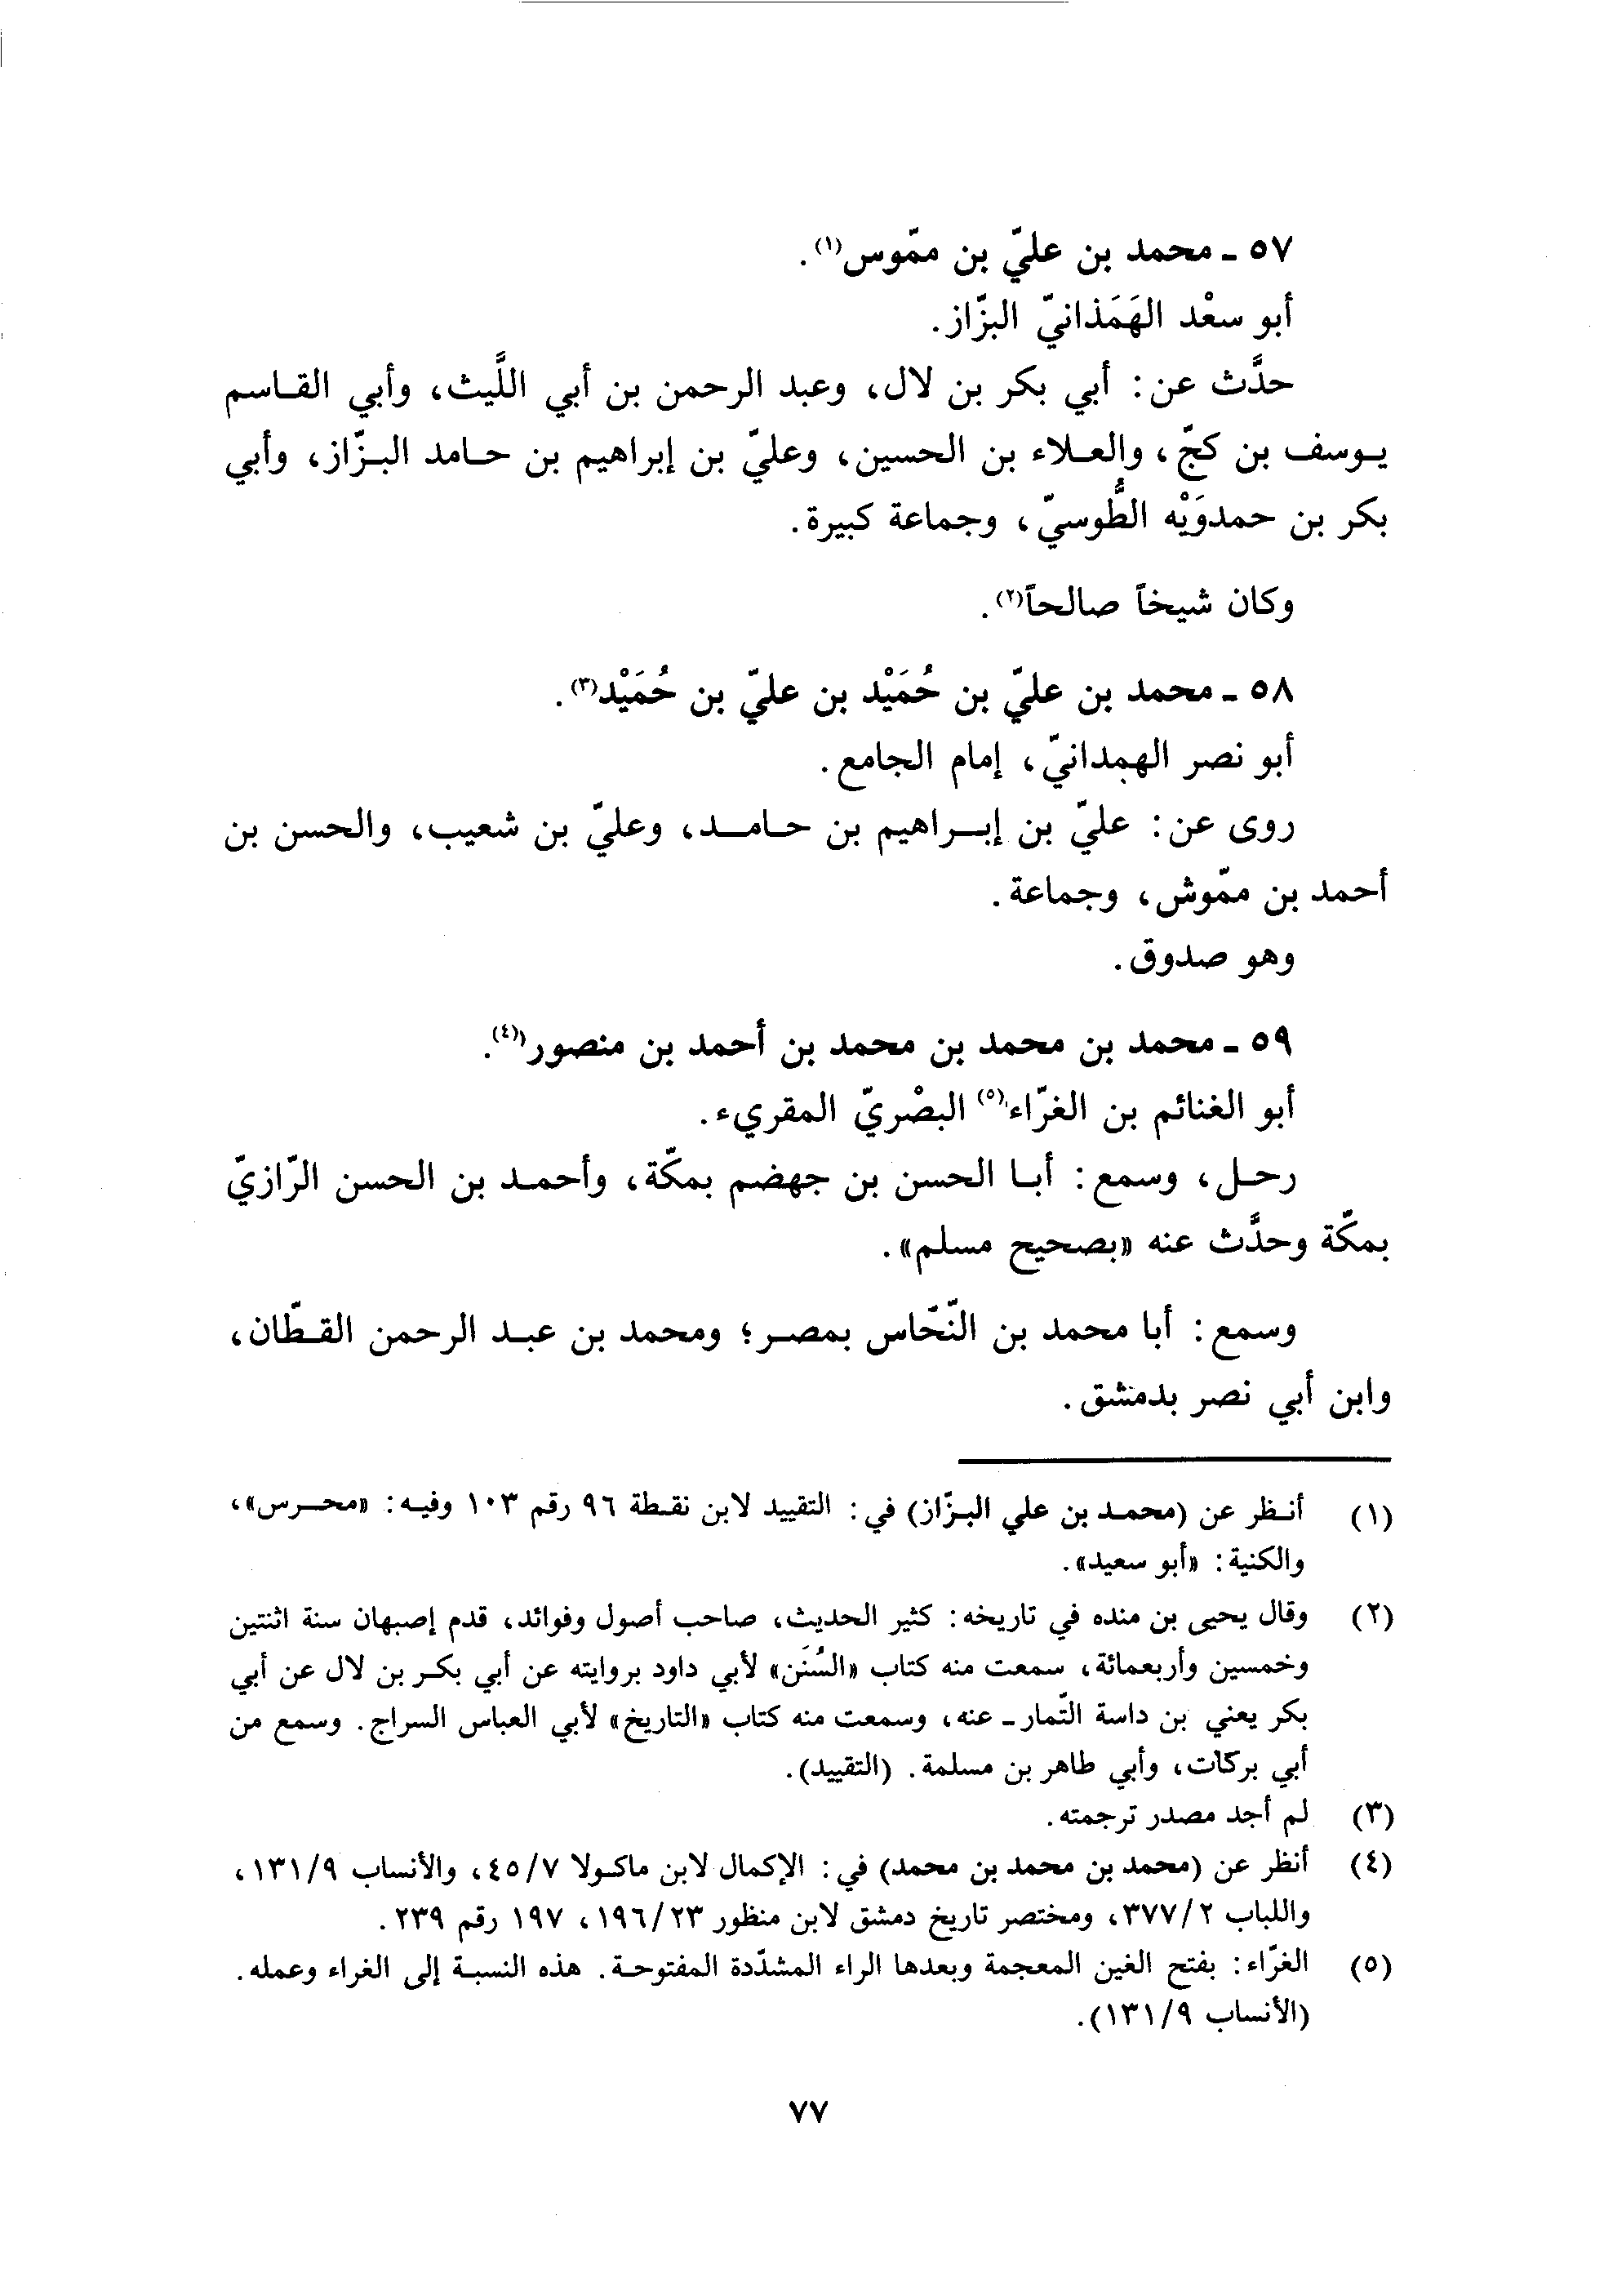 ٥٧ ـ محمد بن عليّ بن ممّوس(١).
أبو سعْد الهَمَذانيّ البزّاز.
حدَّث عن: أبي بكر بن لال، وعبد الرحمن بن أبي اللَّيث، وأبي القاسم
يوسف بن كجّ، والعلاء بن الحسين، وعليّ بن إبراهيم بن حامد البزّاز، وأبي
بكر بن حمدوَيْه الطُّوسيّ، وجماعة كبيرة.
وكان شيخاً صالحاً(٢).
٥٨ ـ محمد بن عليّ بن حُمَيْد بن عليّ بن حُمَيْد(٣).
أبو نصر الهمدانيّ، إمام الجامع.
روى عن: عليّ بن إبراهيم بن حامد، وعليّ بن شعيب، والحسن بن
أحمد بن ممّوش، وجماعة.
وهو صدوق.
٥٩ ـ محمد بن محمد بن محمد بن أحمد بن منصور(٤).
أبو الغنائم بن الغرّاء(٥) البصْريّ المقريء.
رحل، وسمع: أبا الحسن بن جهضم بمكّة، وأحمد بن الحسن الرّازيّ
بمكّة وحدَّث عنه «بصحيح مسلم».
وسمع: أبا محمد بن النّحّاس بمصر؛ ومحمد بن عبد الرحمن القطّان،
وابن أبي نصر بدمشق.
(١) أنظر عن (محمد بن علي البزّاز) في: التقييد لابن نقطة ٩٦ رقم ١٠٣ وفيه: «محرس»،
والكنية: «أبو سعيد».
(٢) وقال يحيى بن منده في تاريخه: كثير الحديث، صاحب أصول وفوائد، قدم إصبهان سنة اثنتين
وخمسين وأربعمائة، سمعت منه كتاب «السُنَن» لأبي داود بروايته عن أبي بكر بن لال عن أبي
بكر يعني بن داسة التّمار ـ عنه، وسمعت منه كتاب «التاريخ» لأبي العباس السراج. وسمع من
أبي بركات، وأبي طاهر بن مسلمة. (التقييد).
(٣) لم أجد مصدر ترجمته.
(٤) أنظر عن (محمد بن محمد بن محمد) في: الإكمال لابن ماكولا ٤٥/٧، والأنساب ١٣١/٩،
واللباب ٣٧٧/٢، ومختصر تاريخ دمشق لابن منظور ١٩٦/٢٣، ١٩٧ رقم ٢٣٩.
(٥) الغرّاء: بفتح الغين المعجمة وبعدها الراء المشدّدة المفتوحة. هذه النسبة إلى الغراء وعمله.
(الأنساب ١٣١/٩).
٧٧